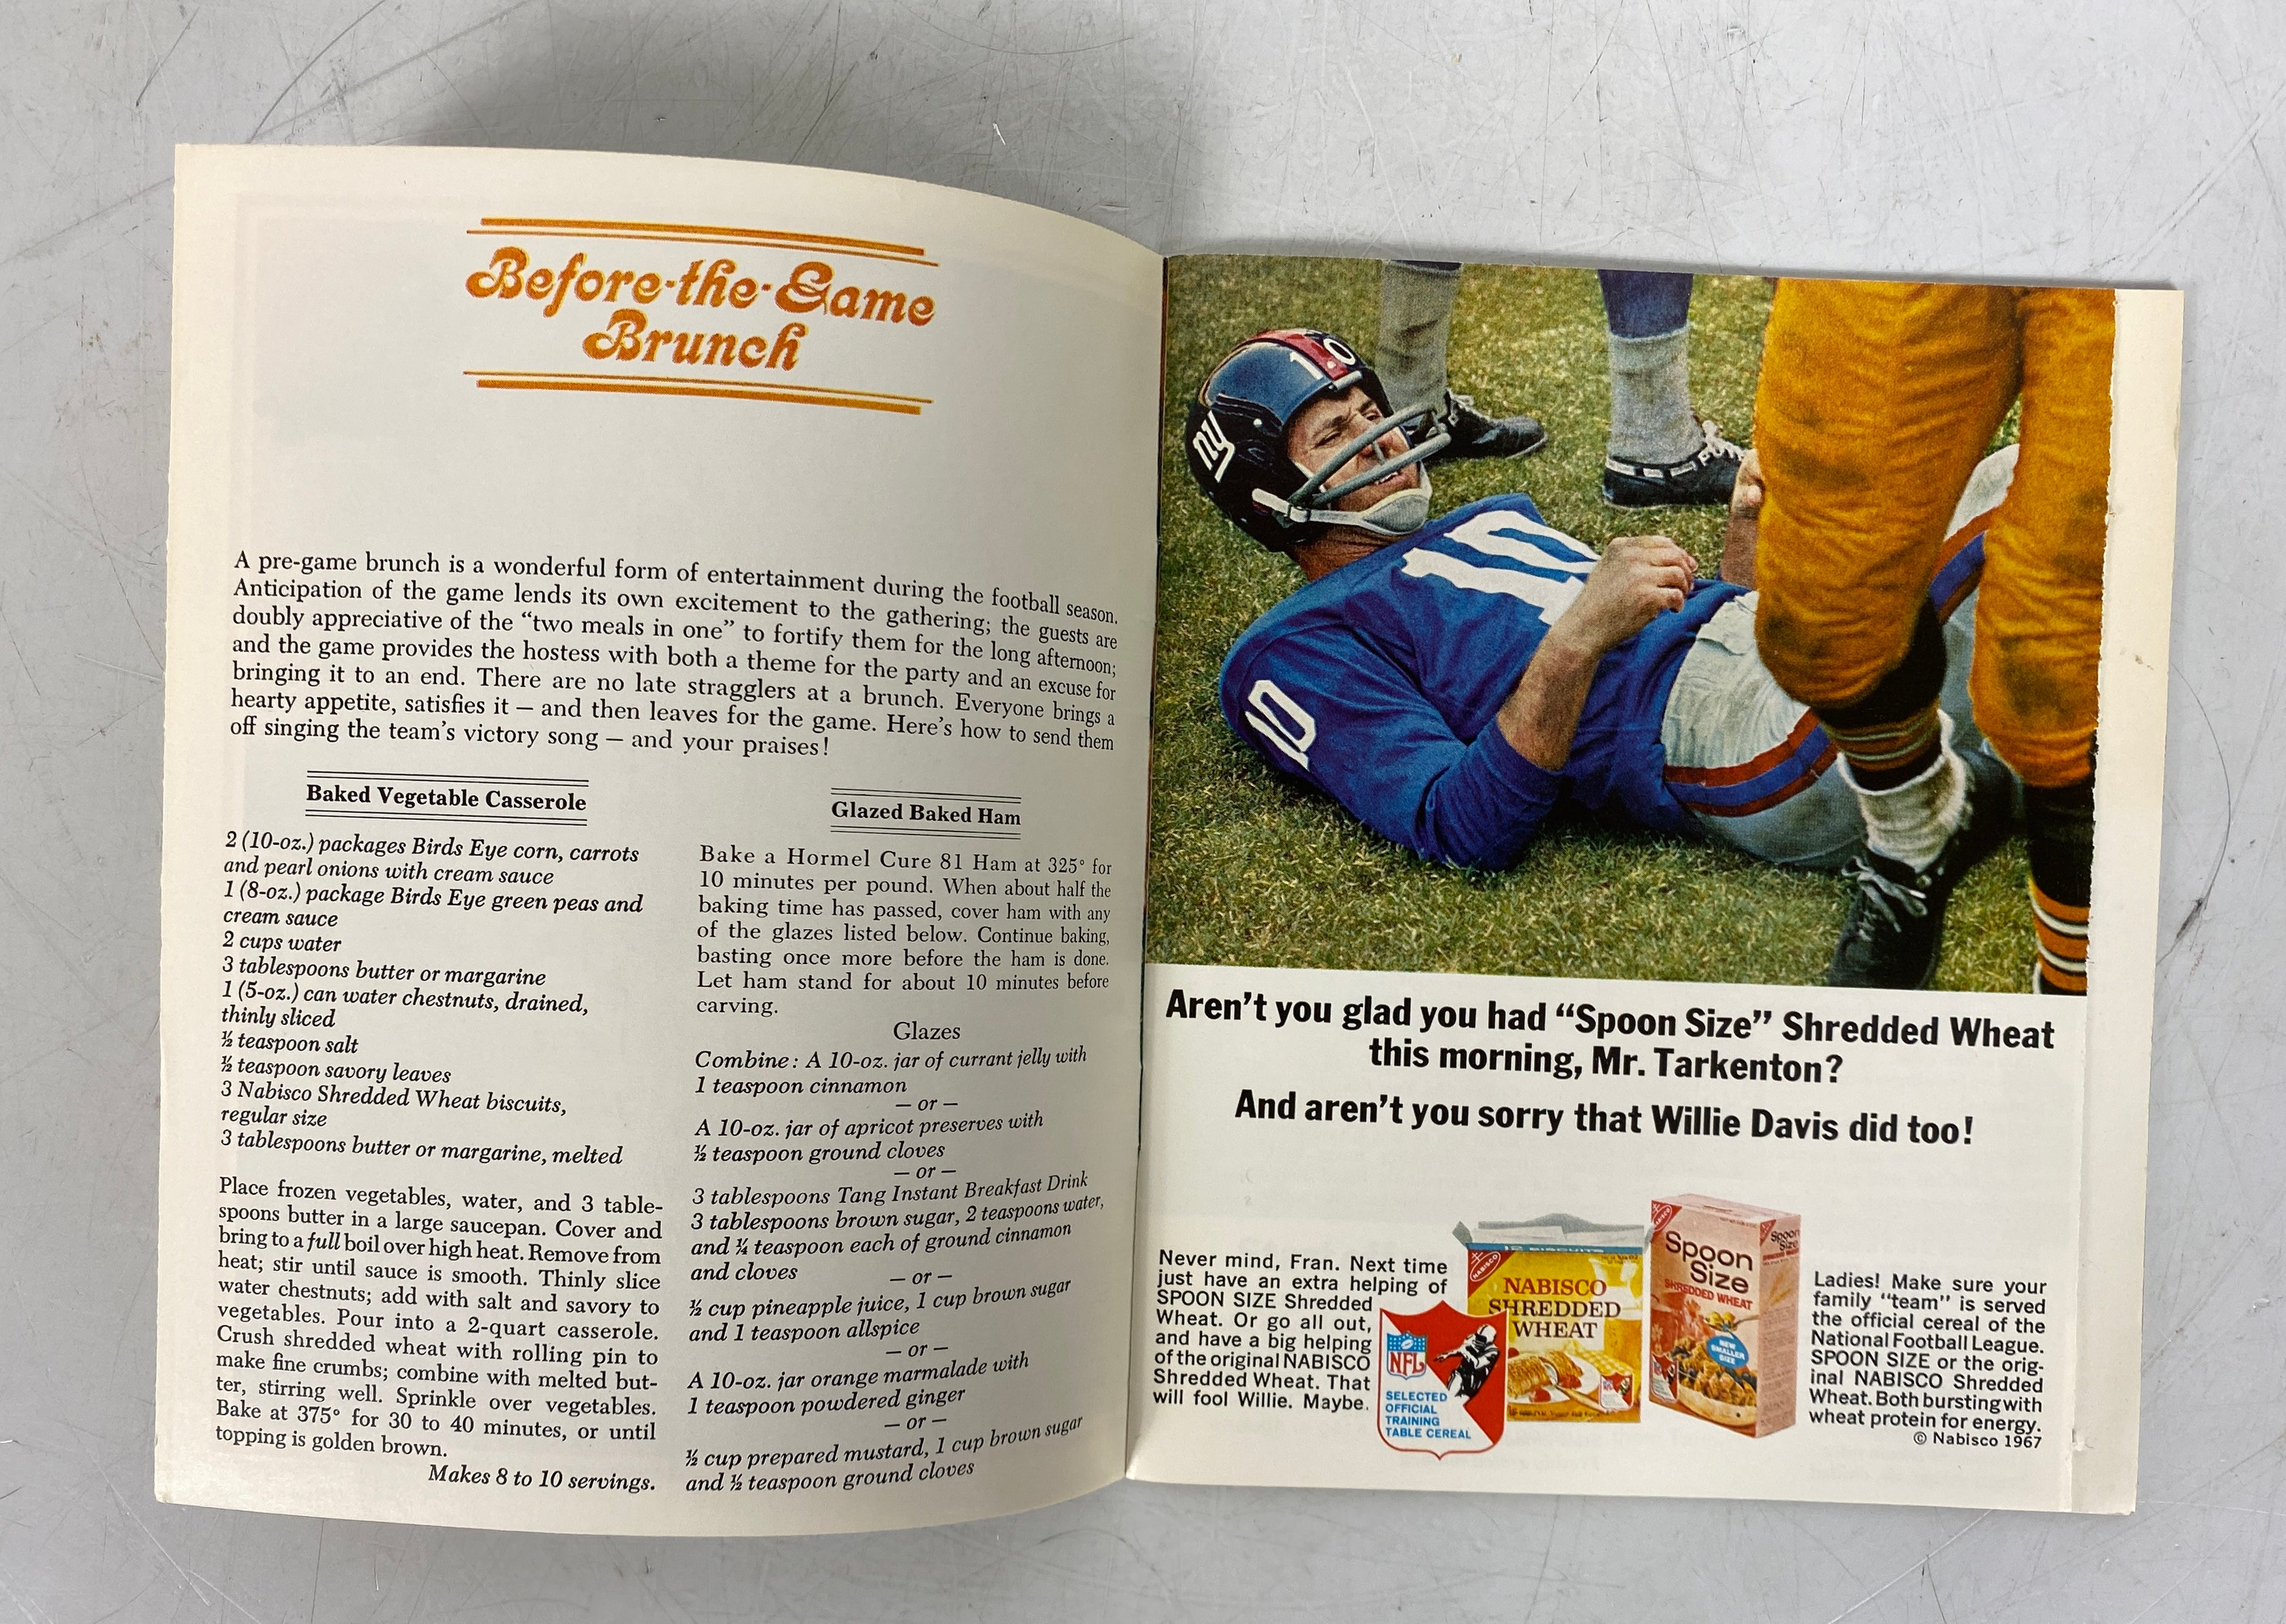 Before-the-Game
Brunch
A pre-game brunch is a wonderful form of entertainment during the football season.
Anticipation of the game lends its own excitement to the gathering; the guests are
doubly appreciative of the “two meals in one” to fortify them for the long afternoon;
and the game provides the hostess with both a theme for the party and an excuse for
bringing it to an end. There are no late stragglers at a brunch. Everyone brings a
hearty appetite, satisfies it — and then leaves for the game. Here’s how to send them
off singing the team’s victory song — and your praises!
Baked Vegetable Casserole
2 (10-oz.) packages Birds Eye corn, carrots
and pearl onions with cream sauce
1 (8-oz.) package Birds Eye green peas and
cream sauce
2 cups water
3 tablespoons butter or margarine
1 (5-oz.) can water chestnuts, drained,
thinly sliced
½ teaspoon salt
½ teaspoon savory leaves
3 Nabisco Shredded Wheat biscuits,
regular size
3 tablespoons butter or margarine, melted
Place frozen vegetables, water, and 3 table-
spoons butter in a large saucepan. Cover and
bring to a full boil over high heat. Remove from
heat; stir until sauce is smooth. Thinly slice
water chestnuts; add with salt and savory to
vegetables. Pour into a 2-quart casserole.
Crush shredded wheat with rolling pin to
make fine crumbs; combine with melted but-
ter, stirring well. Sprinkle over vegetables.
Bake at 375° for 30 to 40 minutes, or until
topping is golden brown.
Makes 8 to 10 servings.
Glazed Baked Ham
Bake a Hormel Cure 81 Ham at 325° for
10 minutes per pound. When about half the
baking time has passed, cover ham with any
of the glazes listed below. Continue baking,
basting once more before the ham is done.
Let ham stand for about 10 minutes before
carving.
Glazes
Combine: A 10-oz. jar of currant jelly with
1 teaspoon cinnamon
— or —
A 10-oz. jar of apricot preserves with
½ teaspoon ground cloves
— or —
3 tablespoons Tang Instant Breakfast Drink
3 tablespoons brown sugar, 2 teaspoons water,
and ¼ teaspoon each of ground cinnamon
and cloves
— or —
½ cup pineapple juice, 1 cup brown sugar
and 1 teaspoon allspice
— or —
A 10-oz. jar orange marmalade with
1 teaspoon powdered ginger
— or —
½ cup prepared mustard, 1 cup brown sugar
and ½ teaspoon ground cloves
10
ny
10
10
Aren’t you glad you had “Spoon Size” Shredded Wheat
this morning, Mr. Tarkenton?
And aren’t you sorry that Willie Davis did too!
Never mind, Fran. Next time
just have an extra helping of
SPOON SIZE Shredded
Wheat. Or go all out,
and have a big helping
of the original NABISCO
Shredded Wheat. That
will fool Willie. Maybe.
NFL
SELECTED
OFFICIAL
TRAINING
TABLE CEREAL
12 BISCUITS
NABISCO
NABISCO
SHREDDED
WHEAT
NABISCO
Spoon
Size
SHREDDED WHEAT
NEW
SMALLER
SIZE
Spoon
Size
Ladies! Make sure your
family “team” is served
the official cereal of the
National Football League.
SPOON SIZE or the orig-
inal NABISCO Shredded
Wheat. Both bursting with
wheat protein for energy.
© Nabisco 1967